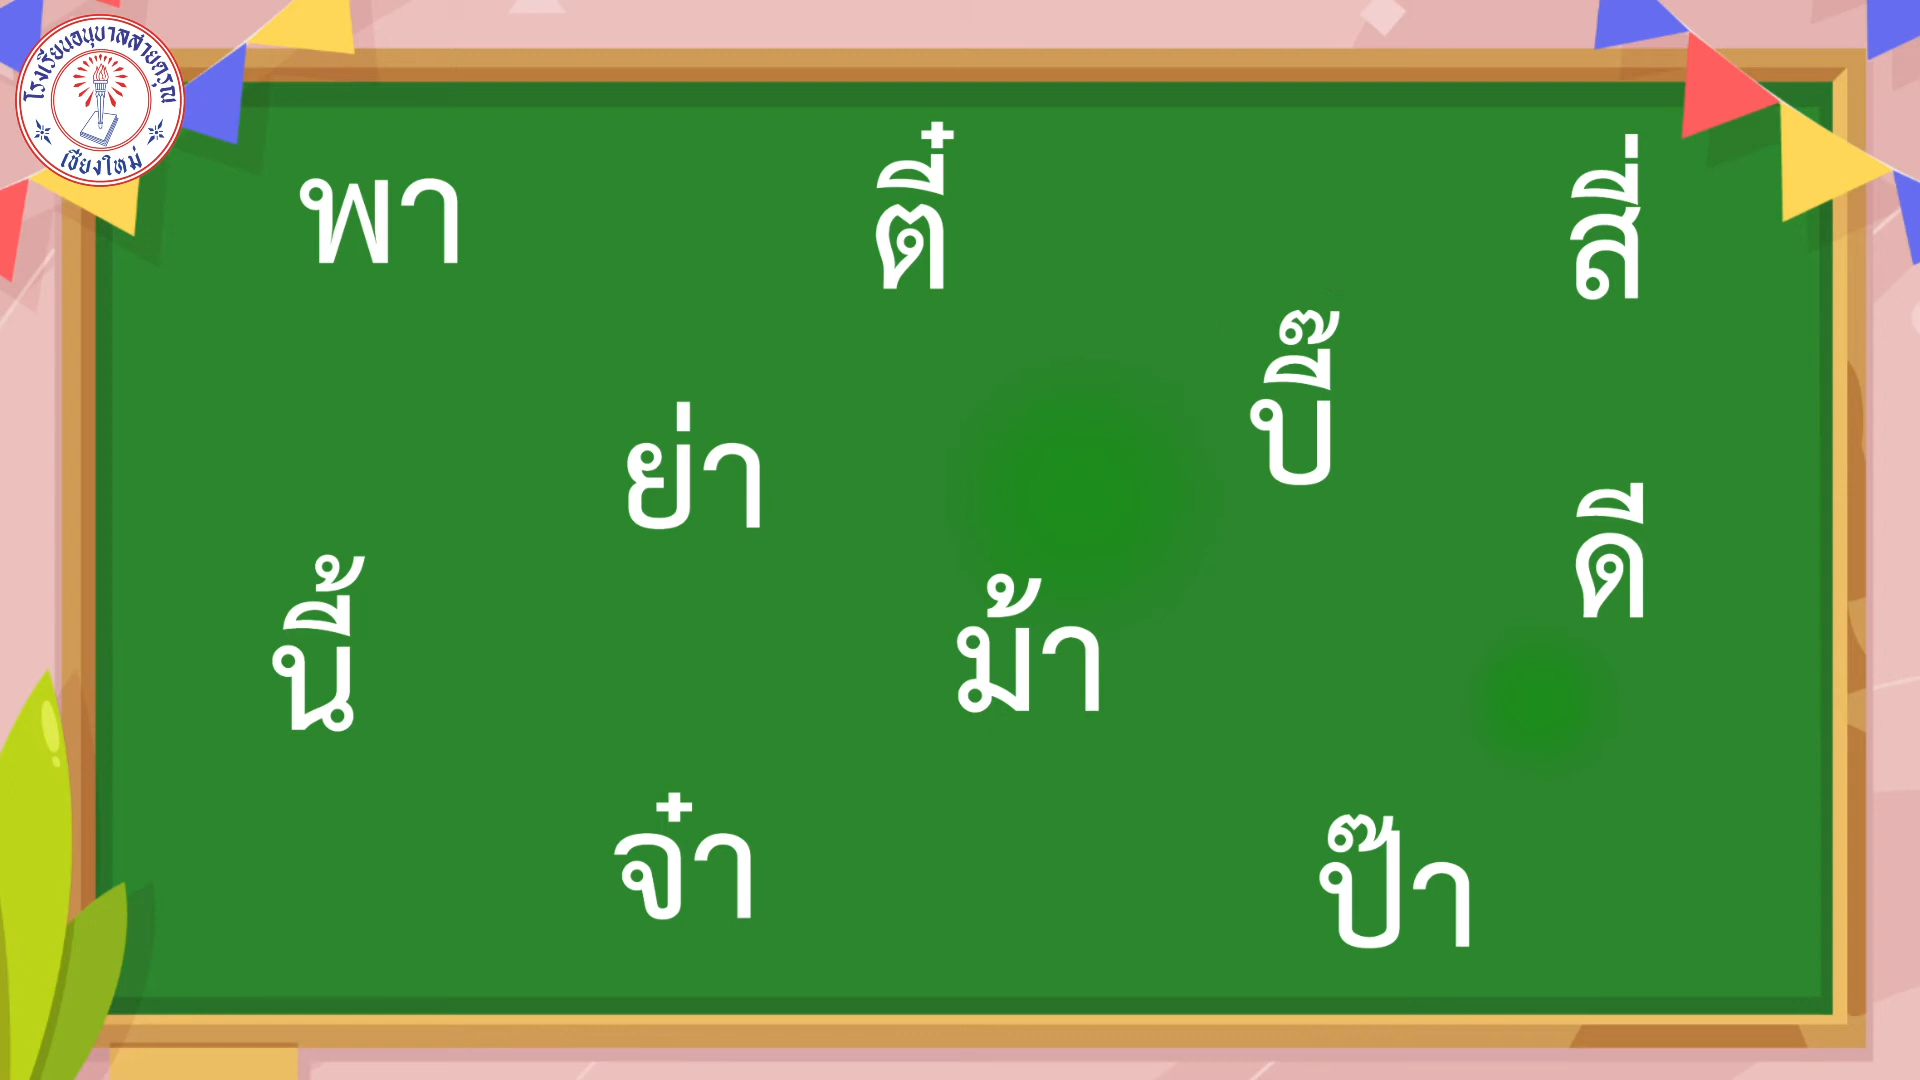 โรงเรียนอนุบาลสายอรุณ
เชียงใหม่
พา
ตี๋
สี่
บี๊
ย่า
ดี
นี้
ม้า
จ๋า
ป๊า